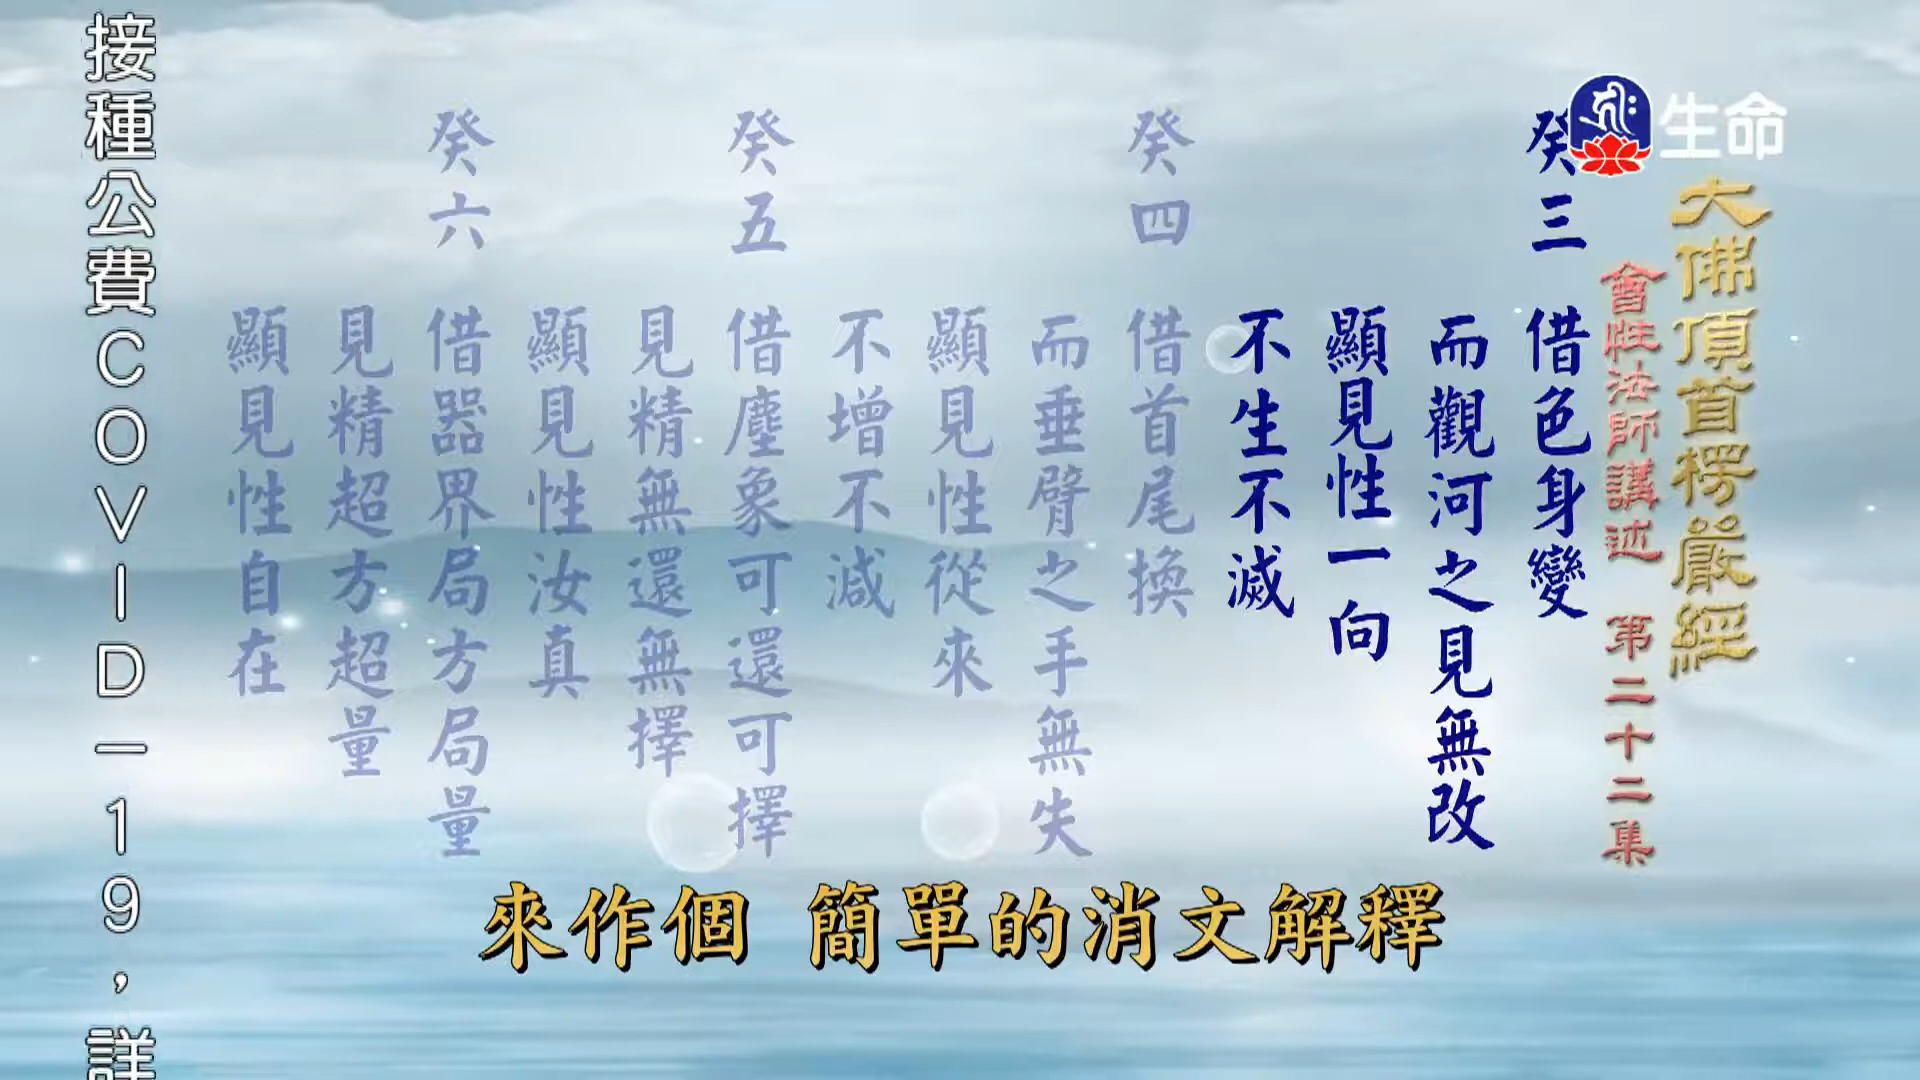 生命
大佛頂首楞嚴經
會性法師講述 第二十二集
癸三 借色身變
而觀河之見無改
顯見性一向
不生不滅
癸四 借首尾換
而垂臂之手無失
顯見性從來
不增不減
癸五 借塵象可還可擇
見精無還無擇
顯見性汝真
癸六 借器界局方局量
見精超方超量
顯見性自在
接種公費COVID-19,詳
來作個 簡單的消文解釋